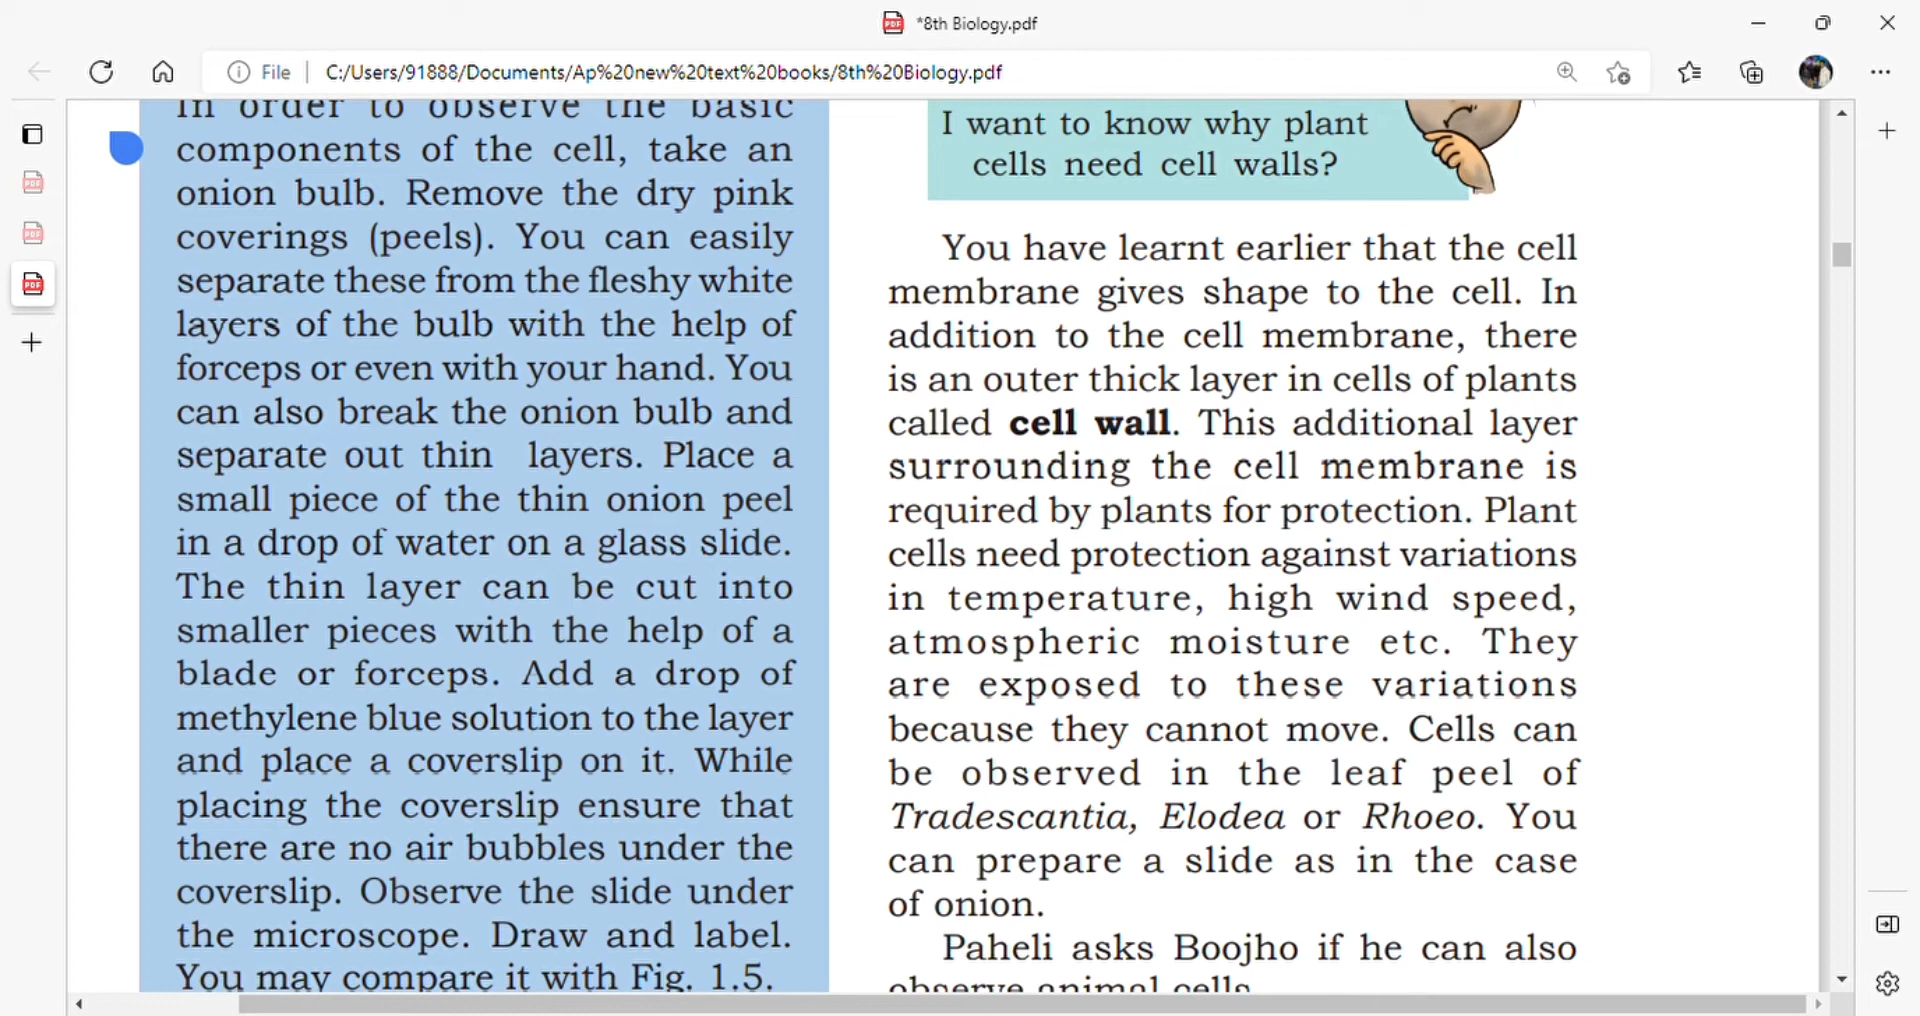 *8th Biology.pdf
File
C:/Users/91888/Documents/Ap%20new%20text%20books/8th%20Biology.pdf
In order to observe the basic
components of the cell, take an
onion bulb. Remove the dry pink
coverings (peels). You can easily
separate these from the fleshy white
layers of the bulb with the help of
forceps or even with your hand. You
can also break the onion bulb and
separate out thin layers. Place a
small piece of the thin onion peel
in a drop of water on a glass slide.
The thin layer can be cut into
smaller pieces with the help of a
blade or forceps. Add a drop of
methylene blue solution to the layer
and place a coverslip on it. While
placing the coverslip ensure that
there are no air bubbles under the
coverslip. Observe the slide under
the microscope. Draw and label.
You may compare it with Fig. 1.5.
I want to know why plant
cells need cell walls?
You have learnt earlier that the cell
membrane gives shape to the cell. In
addition to the cell membrane, there
is an outer thick layer in cells of plants
called cell wall. This additional layer
surrounding the cell membrane is
required by plants for protection. Plant
cells need protection against variations
in temperature, high wind speed,
atmospheric moisture etc. They
are exposed to these variations
because they cannot move. Cells can
be observed in the leaf peel of
Tradescantia, Elodea or Rhoeo. You
can prepare a slide as in the case
of onion.
Paheli asks Boojho if he can also
observe animal cells.